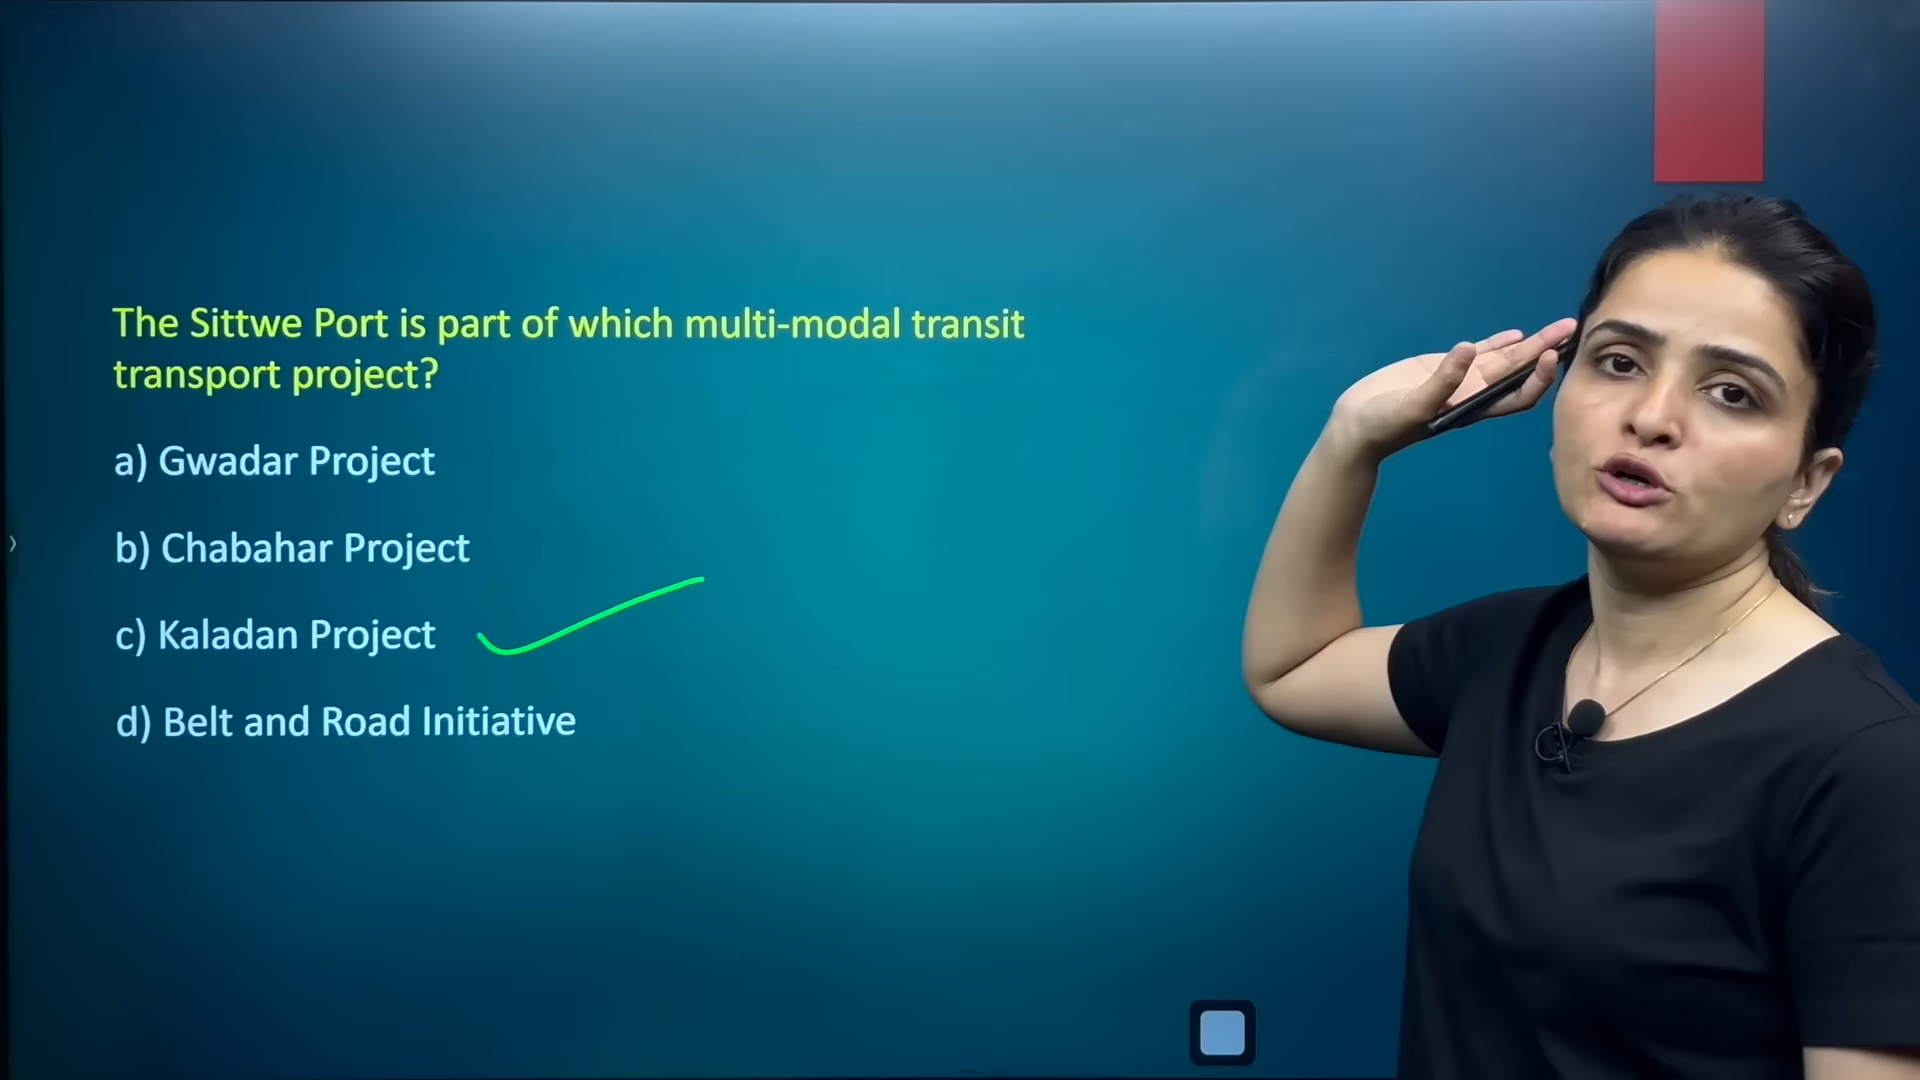 The Sittwe Port is part of which multi-modal transit
transport project?
a) Gwadar Project
b) Chabahar Project
c) Kaladan Project
d) Belt and Road Initiative